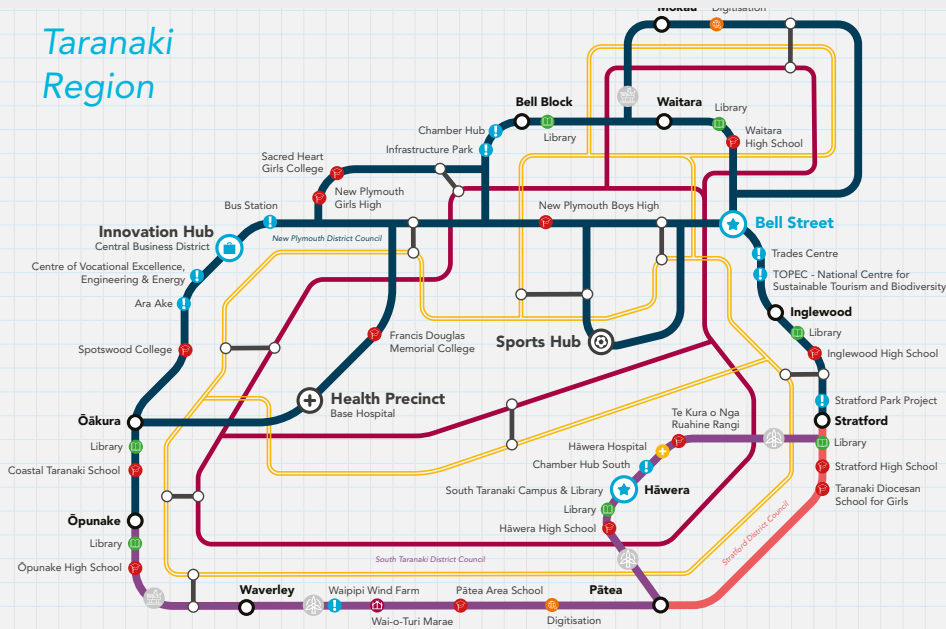 Taranaki
Region
Mōkau
Digitisation
Bell Block
Waitara
Library
Chamber Hub
Library
Waitara
High School
Infrastructure Park
Sacred Heart
Girls College
New Plymouth
Girls High
Bus Station
New Plymouth Boys High
Innovation Hub
Central Business District
New Plymouth District Council
Bell Street
Centre of Vocational Excellence,
Engineering & Energy
Trades Centre
TOPEC - National Centre for
Sustainable Tourism and Biodiversity
Ara Ake
Inglewood
Francis Douglas
Memorial College
Sports Hub
Library
Spotswood College
Inglewood High School
Health Precinct
Base Hospital
Stratford Park Project
Ōākura
Te Kura o Nga
Ruahine Rangi
Stratford
Library
Hāwera Hospital
Library
Coastal Taranaki School
Chamber Hub South
Stratford High School
South Taranaki Campus & Library
Hāwera
Taranaki Diocesan
School for Girls
Library
Ōpunake
Hāwera High School
Library
Stratford District Council
South Taranaki District Council
Ōpunake High School
Waverley
Waipipi Wind Farm
Pātea Area School
Pātea
Wai-o-Turi Marae
Digitisation